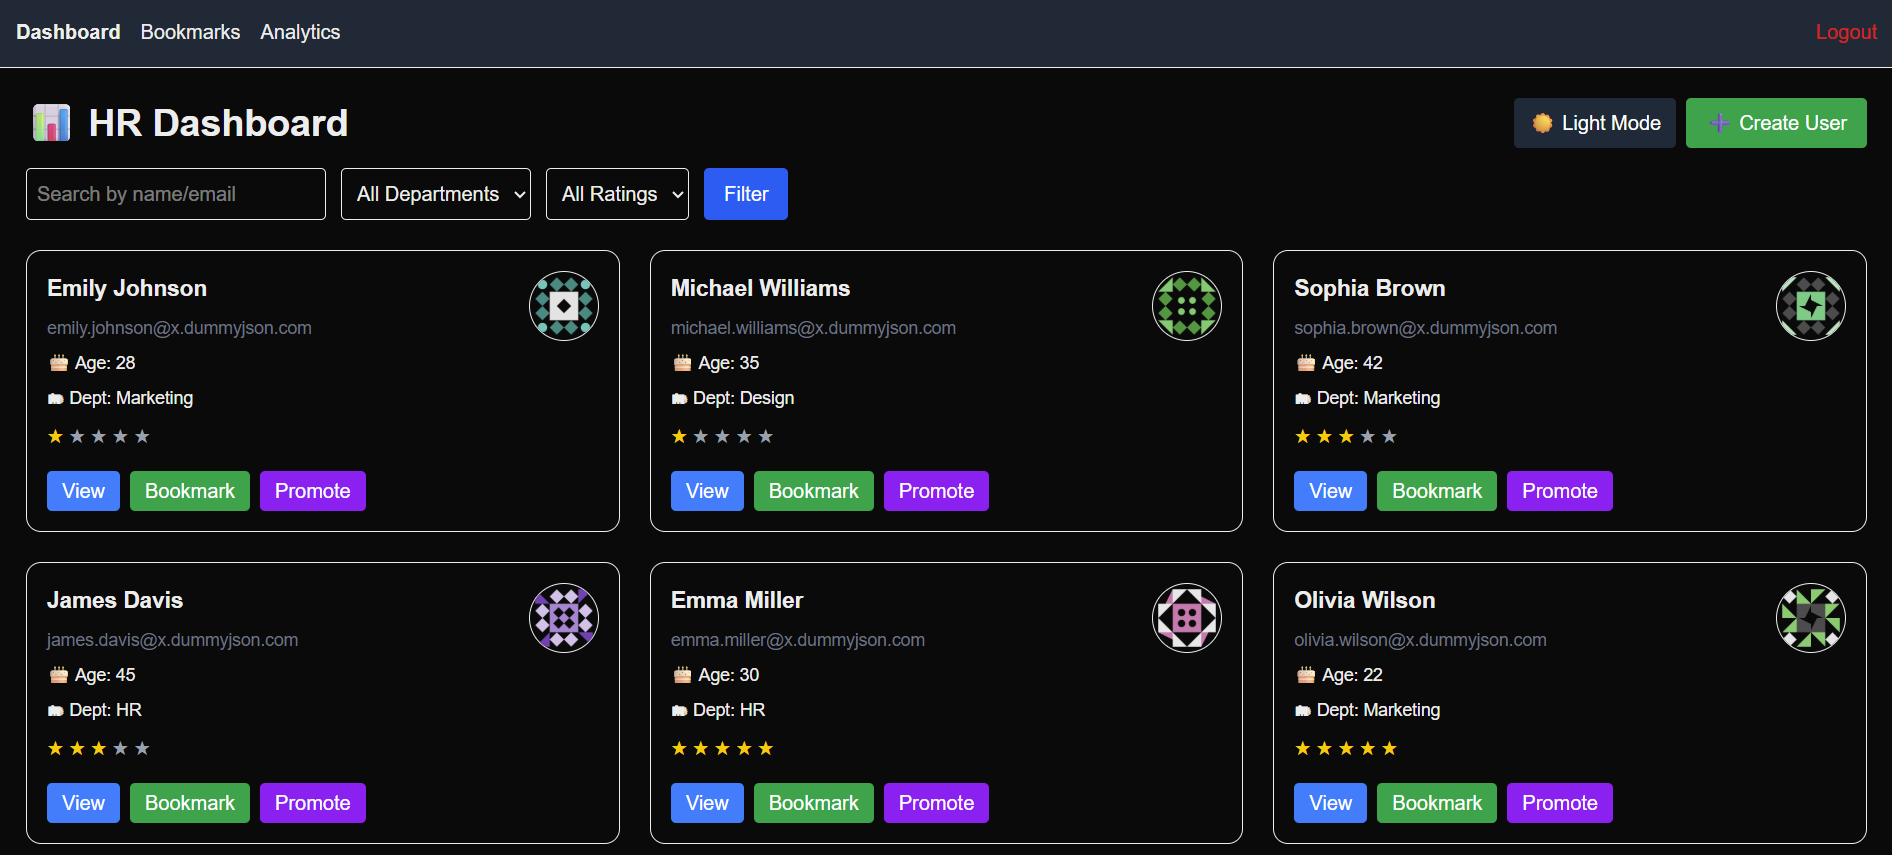 Dashboard Bookmarks Analytics Logout
HR Dashboard Light Mode Create User
Search by name/email All Departments All Ratings Filter
Emily Johnson
emily.johnson@x.dummyjson.com
Age: 28
Dept: Marketing
View Bookmark Promote
Michael Williams
michael.williams@x.dummyjson.com
Age: 35
Dept: Design
View Bookmark Promote
Sophia Brown
sophia.brown@x.dummyjson.com
Age: 42
Dept: Marketing
View Bookmark Promote
James Davis
james.davis@x.dummyjson.com
Age: 45
Dept: HR
View Bookmark Promote
Emma Miller
emma.miller@x.dummyjson.com
Age: 30
Dept: HR
View Bookmark Promote
Olivia Wilson
olivia.wilson@x.dummyjson.com
Age: 22
Dept: Marketing
View Bookmark Promote